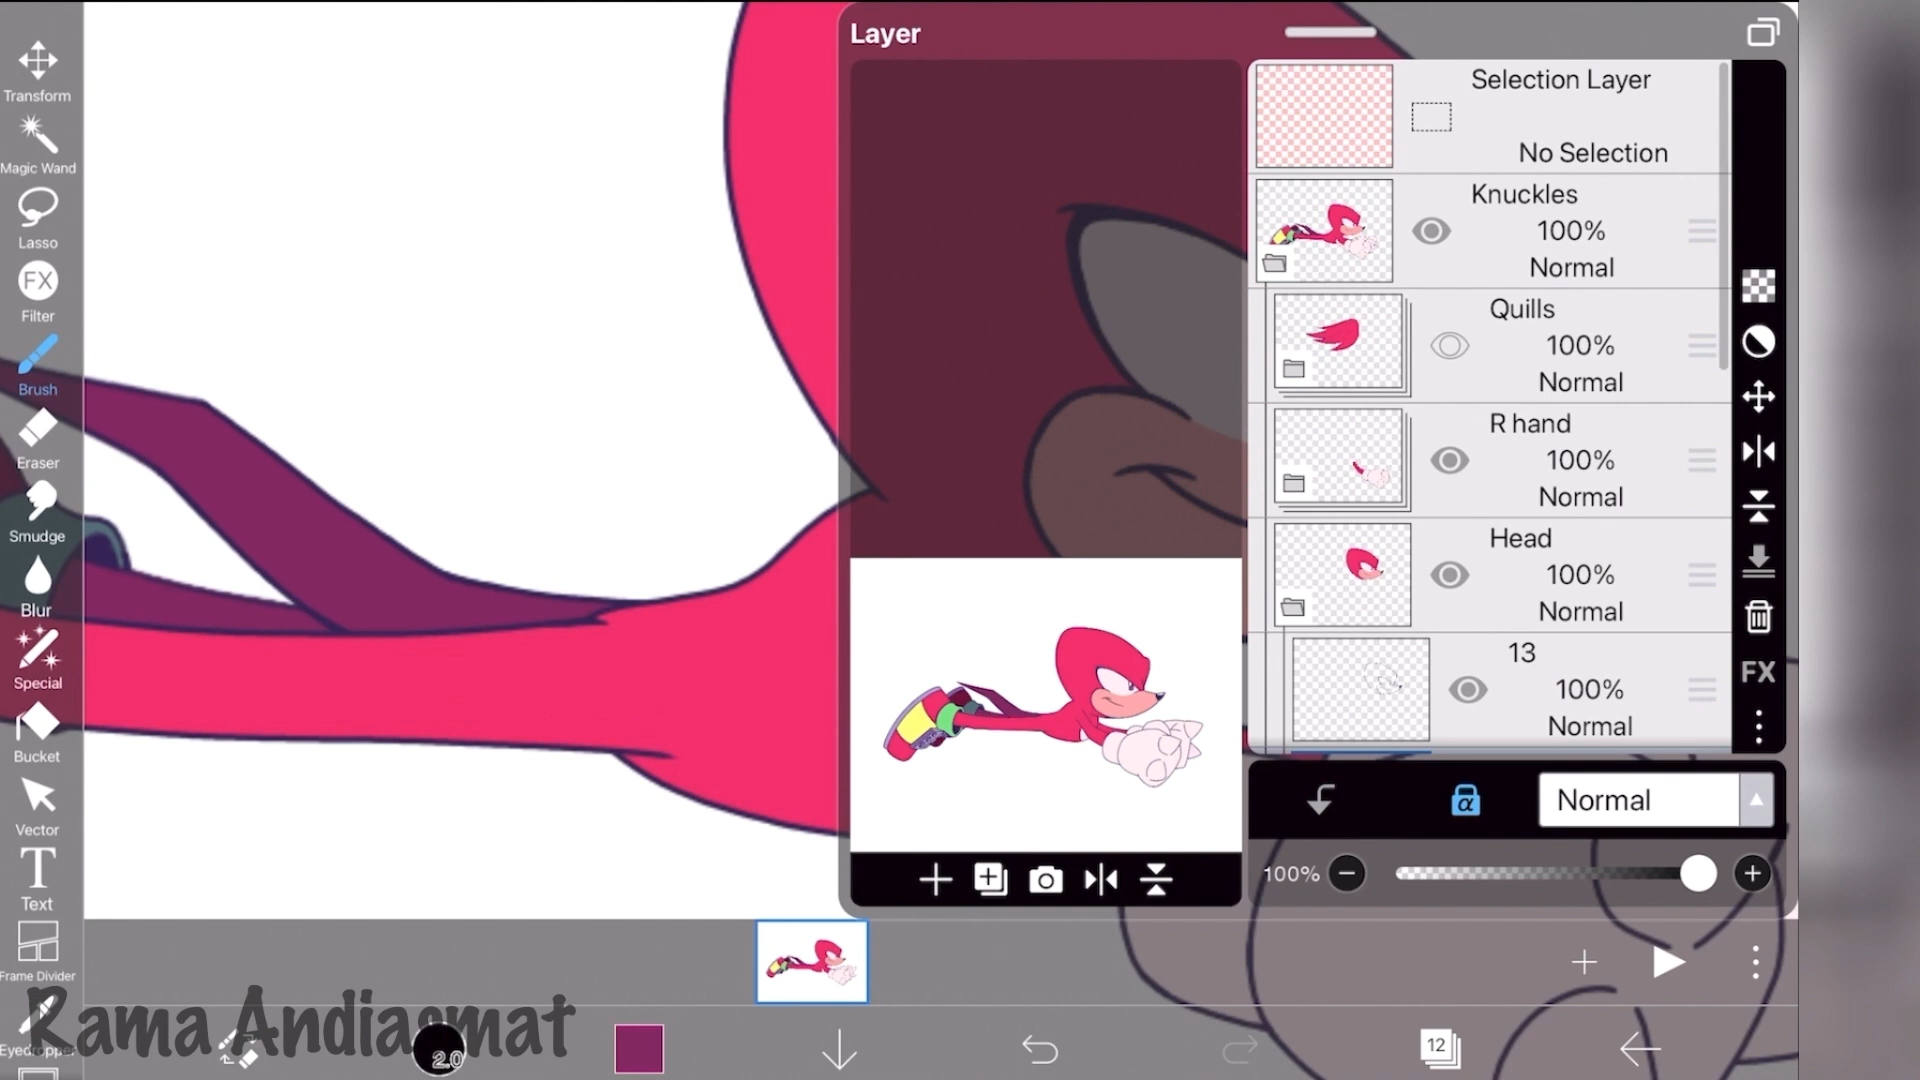 Layer
Transform
Magic Wand
Lasso
FX
Filter
Brush
Eraser
Smudge
Blur
Special
Bucket
Vector
T
Text
Frame Divider
Eyedropper
Selection Layer
No Selection
Knuckles
100%
Normal
Quills
100%
Normal
R hand
100%
Normal
Head
100%
Normal
13
100%
Normal
FX
α
Normal
100%
Rama Andiasmat
2.0
12